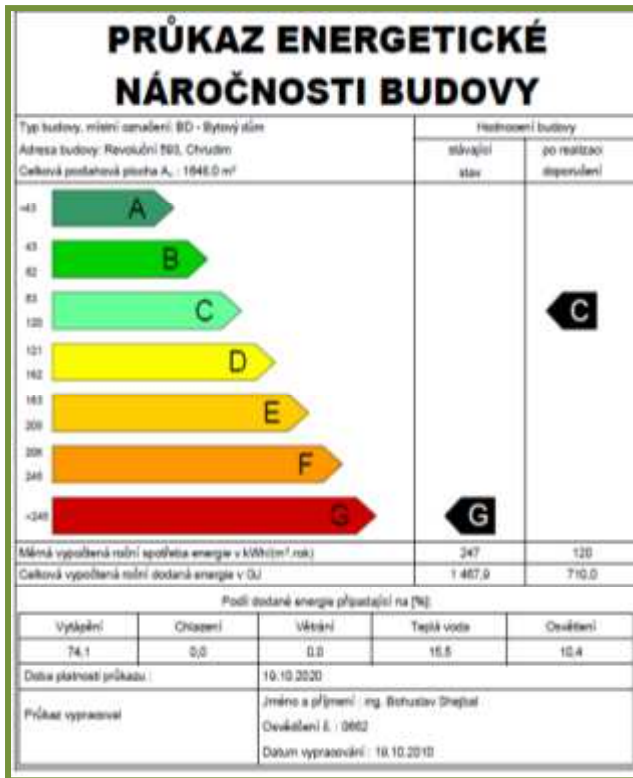 PRŮKAZ ENERGETICKÉ
NÁROČNOSTI BUDOVY
Typ budovy, místní označení: BD - Bytový dům
Hodnocení budovy
Adresa budovy: Revoluční 593, Chrudim
stávající po realizaci
Celková podlahová plocha A : 1646.0 m²
stav doporučení
A
43
B
82
83
C
C
120
121
D
162
163
E
F
245
G
G
Měrná vypočtená roční spotřeba energie v kWh/(m².rok) 247 120
Celková vypočtená roční dodaná energie v GJ 1 467,9 710,0
Podíl dodané energie připadající na [%]:
Vytápění Chlazení Větrání Teplá voda Osvětlení
74,1 0,0 0,0 15,5 10,4
Doba platnosti průkazu : 19.10.2020
Průkaz vypracoval
Jméno a příjmení : Ing. Bohuslav Shejbal
Osvědčení č. : 0662
Datum vypracování : 19.10.2010